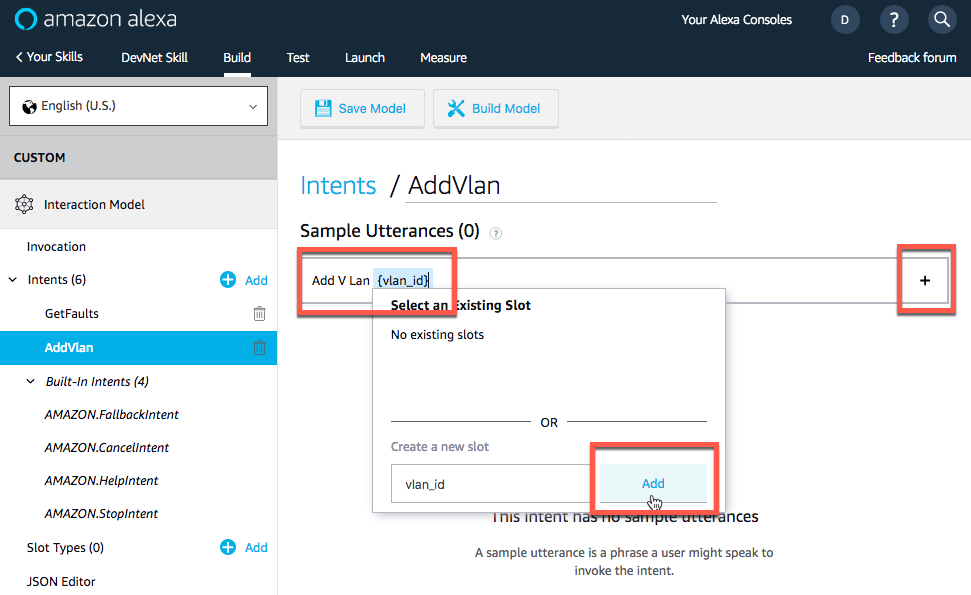 amazon alexa
Your Alexa Consoles
D
?
Your Skills
DevNet Skill
Build
Test
Launch
Measure
Feedback forum
English (U.S.)
Save Model
Build Model
CUSTOM
Interaction Model
Invocation
Intents (6)
Add
GetFaults
AddVlan
Built-In Intents (4)
AMAZON.FallbackIntent
AMAZON.CancelIntent
AMAZON.HelpIntent
AMAZON.StopIntent
Slot Types (0)
Add
JSON Editor
Intents / AddVlan
Sample Utterances (0) ?
Add V Lan {vlan_id}
+
Select an Existing Slot
No existing slots
OR
Create a new slot
vlan_id
Add
This intent has no sample utterances
A sample utterance is a phrase a user might speak to
invoke the intent.